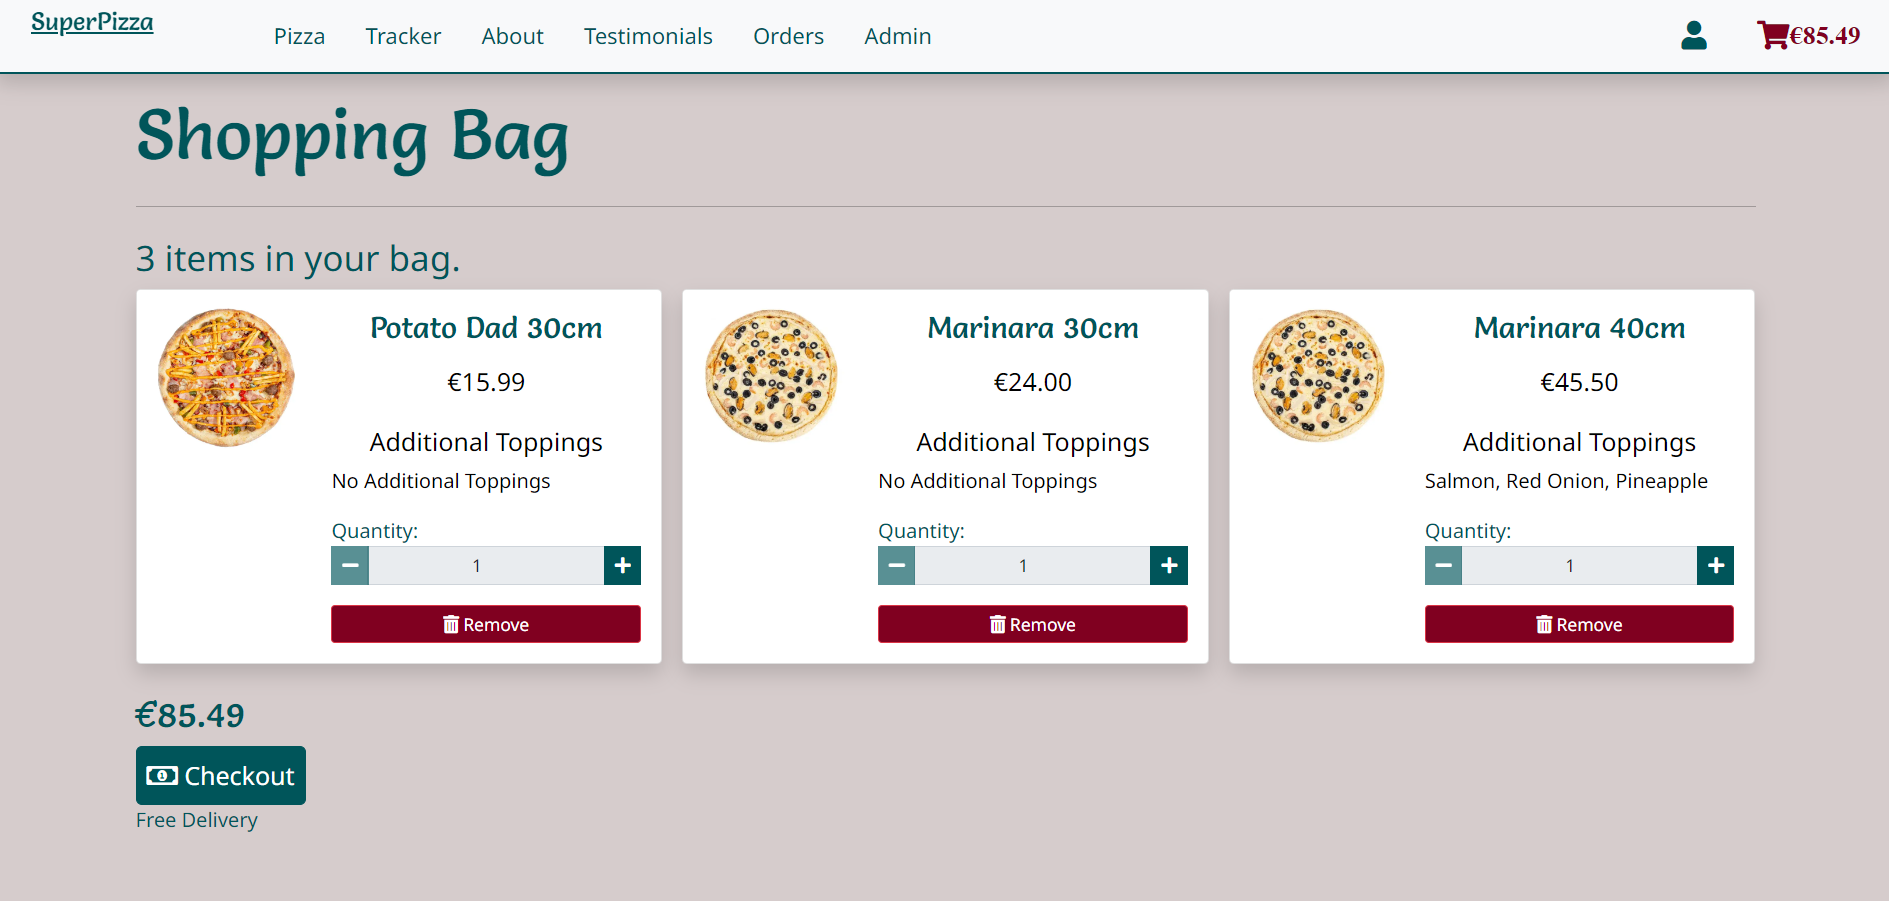 SuperPizza
Pizza Tracker About Testimonials Orders Admin
€85.49
Shopping Bag
3 items in your bag.
Potato Dad 30cm
€15.99
Additional Toppings
No Additional Toppings
Quantity:
1
Remove
Marinara 30cm
€24.00
Additional Toppings
No Additional Toppings
Quantity:
1
Remove
Marinara 40cm
€45.50
Additional Toppings
Salmon, Red Onion, Pineapple
Quantity:
1
Remove
€85.49
Checkout
Free Delivery